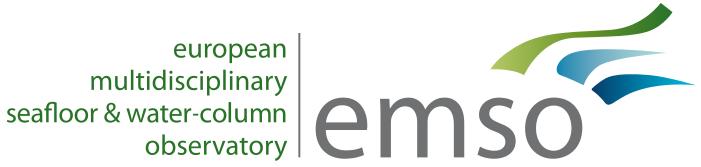 european
multidisciplinary
seafloor & water-column
observatory
emso